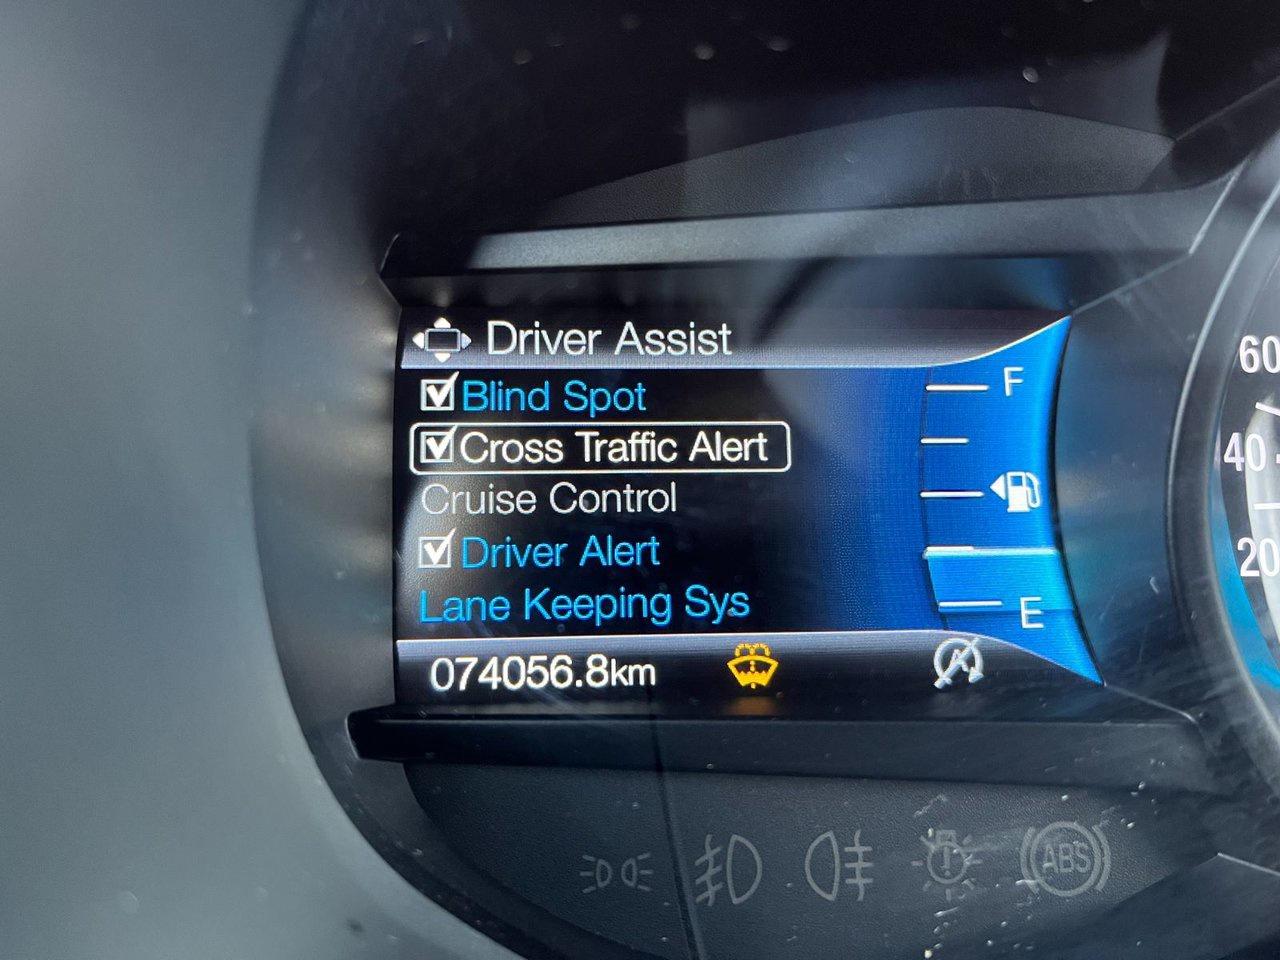 Driver Assist
Blind Spot
Cross Traffic Alert
Cruise Control
Driver Alert
Lane Keeping Sys
074056.8km
F
E
60
40
20
A
ABS